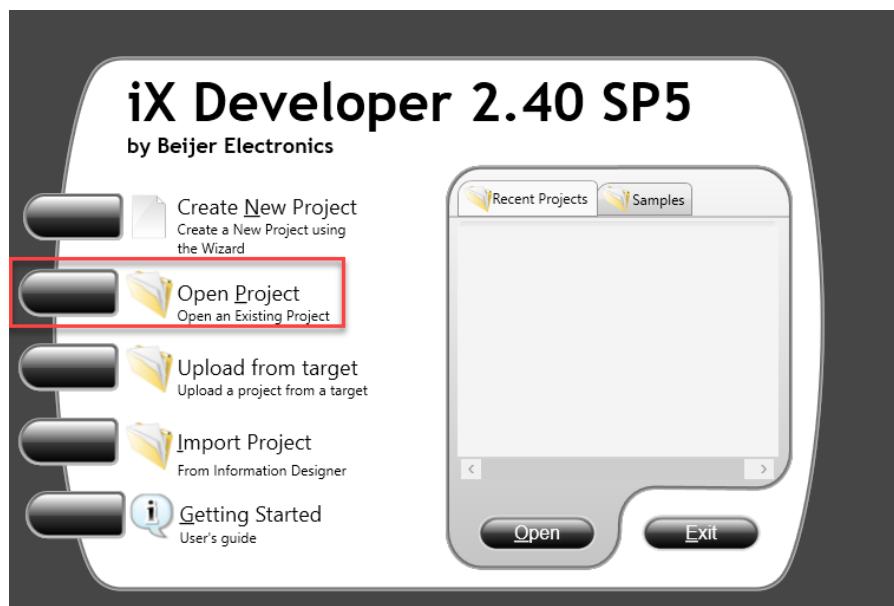 iX Developer 2.40 SP5
by Beijer Electronics
Create New Project
Create a New Project using
the Wizard
Open Project
Open an Existing Project
Upload from target
Upload a project from a target
Import Project
From Information Designer
Getting Started
User's guide
Recent Projects
Samples
Open
Exit